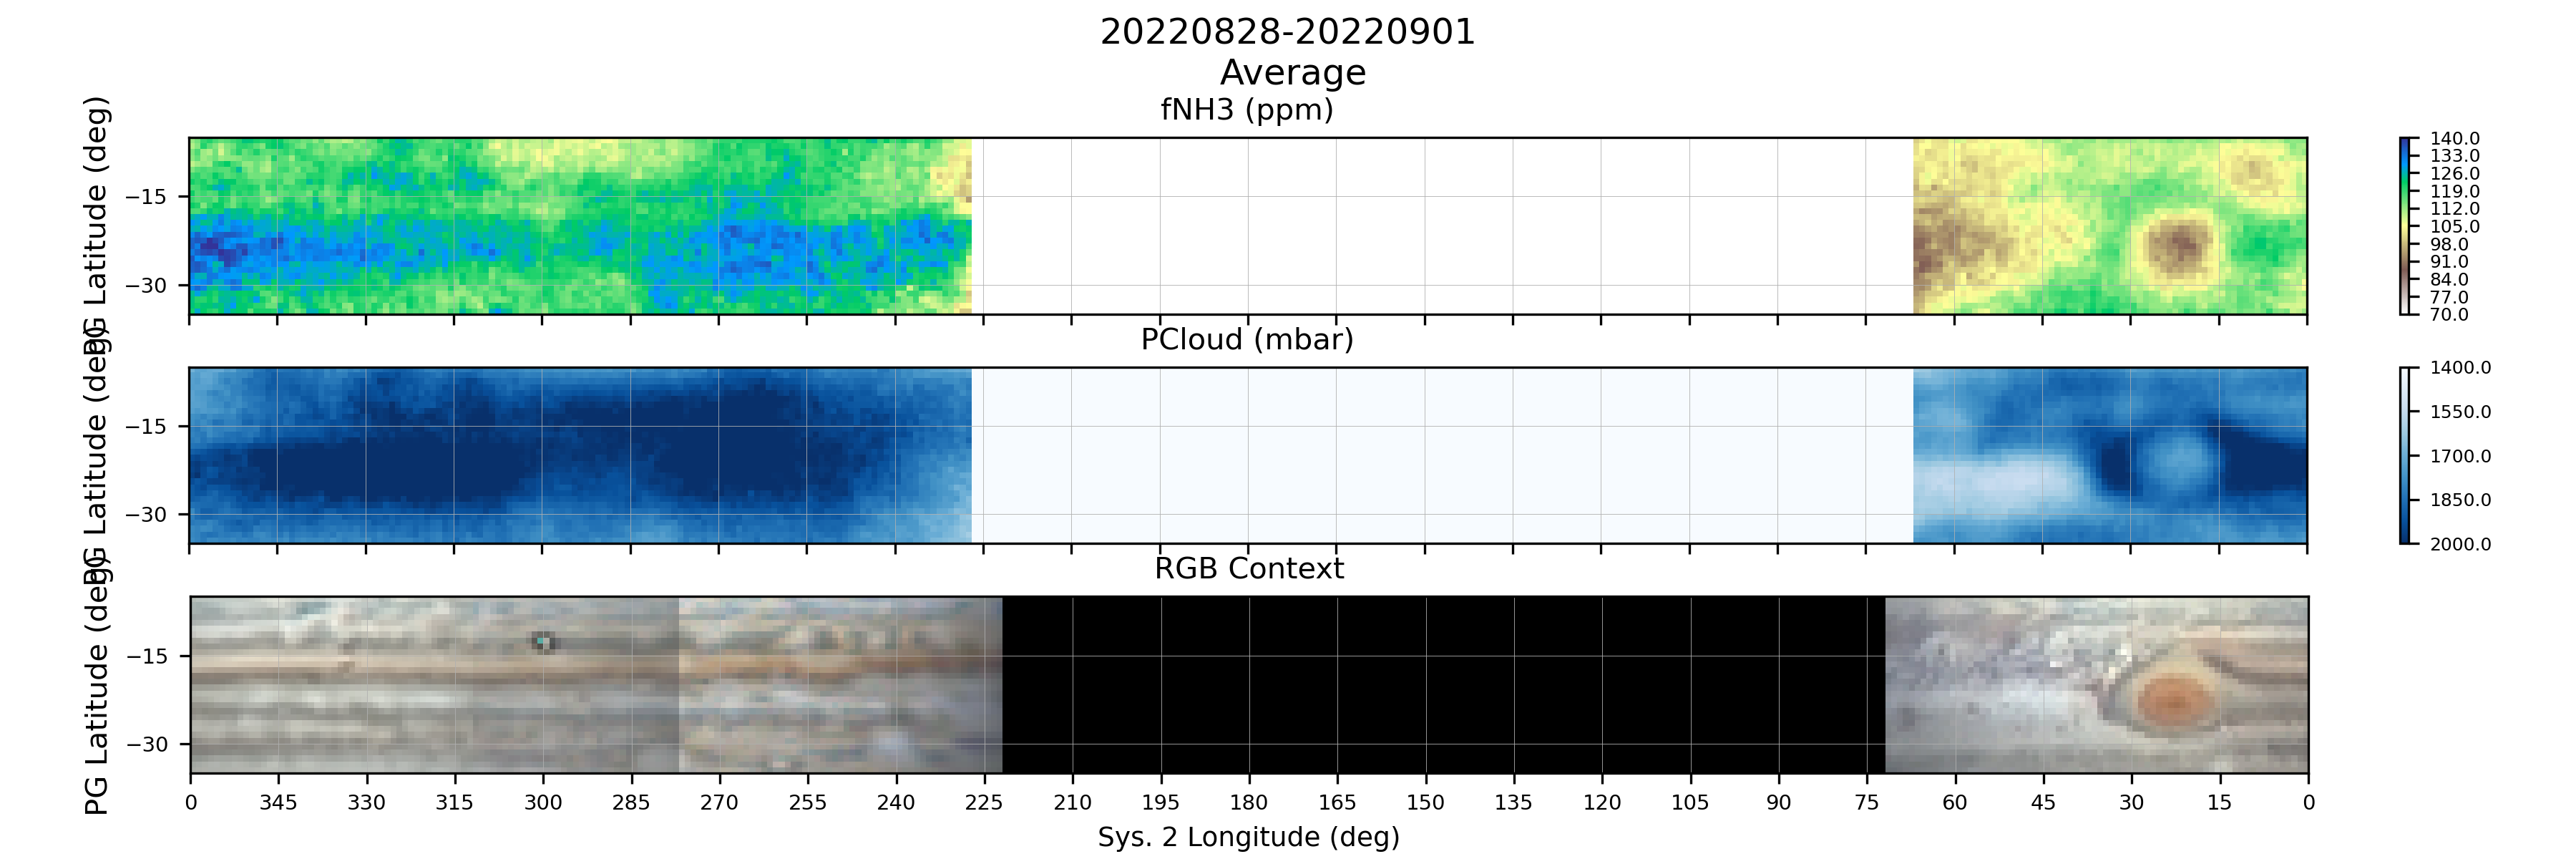 20220828-20220901
Average
fNH3 (ppm)
PG Latitude (deg)
−15
−30
140.0
133.0
126.0
119.0
112.0
105.0
98.0
91.0
84.0
77.0
70.0
PCloud (mbar)
PG Latitude (deg)
−15
−30
1400.0
1550.0
1700.0
1850.0
2000.0
RGB Context
PG Latitude (deg)
−15
−30
0 345 330 315 300 285 270 255 240 225 210 195 180 165 150 135 120 105 90 75 60 45 30 15 0
Sys. 2 Longitude (deg)